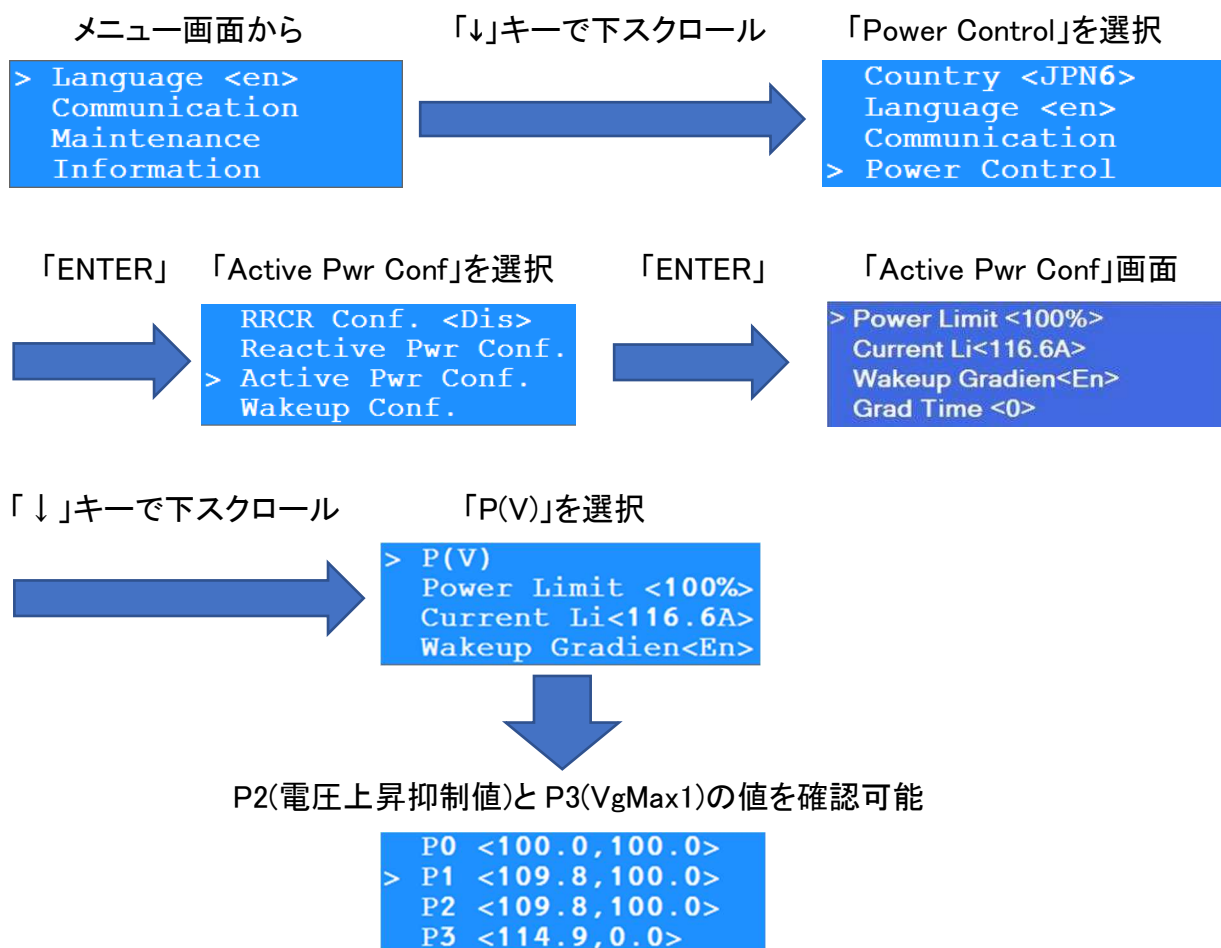 メニュー画面から
「↓」キーで下スクロール
「Power Control」を選択
> Language <en>
Communication
Maintenance
Information
Country <JPN6>
Language <en>
Communication
> Power Control
「ENTER」
「Active Pwr Conf」を選択
「ENTER」
「Active Pwr Conf」画面
RRCR Conf. <Dis>
Reactive Pwr Conf.
> Active Pwr Conf.
Wakeup Conf.
> Power Limit <100%>
Current Li<116.6A>
Wakeup Gradien<En>
Grad Time <0>
「↓」キーで下スクロール
「P(V)」を選択
> P(V)
Power Limit <100%>
Current Li<116.6A>
Wakeup Gradien<En>
P2(電圧上昇抑制値)と P3(VgMax1)の値を確認可能
P0 <100.0,100.0>
> P1 <109.8,100.0>
P2 <109.8,100.0>
P3 <114.9,0.0>